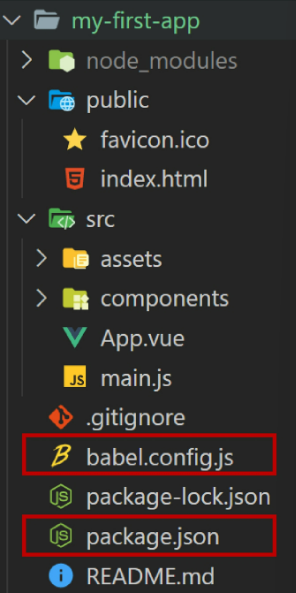 my-first-app
node_modules
public
favicon.ico
index.html
src
assets
components
App.vue
JS main.js
.gitignore
babel.config.js
package-lock.json
package.json
README.md